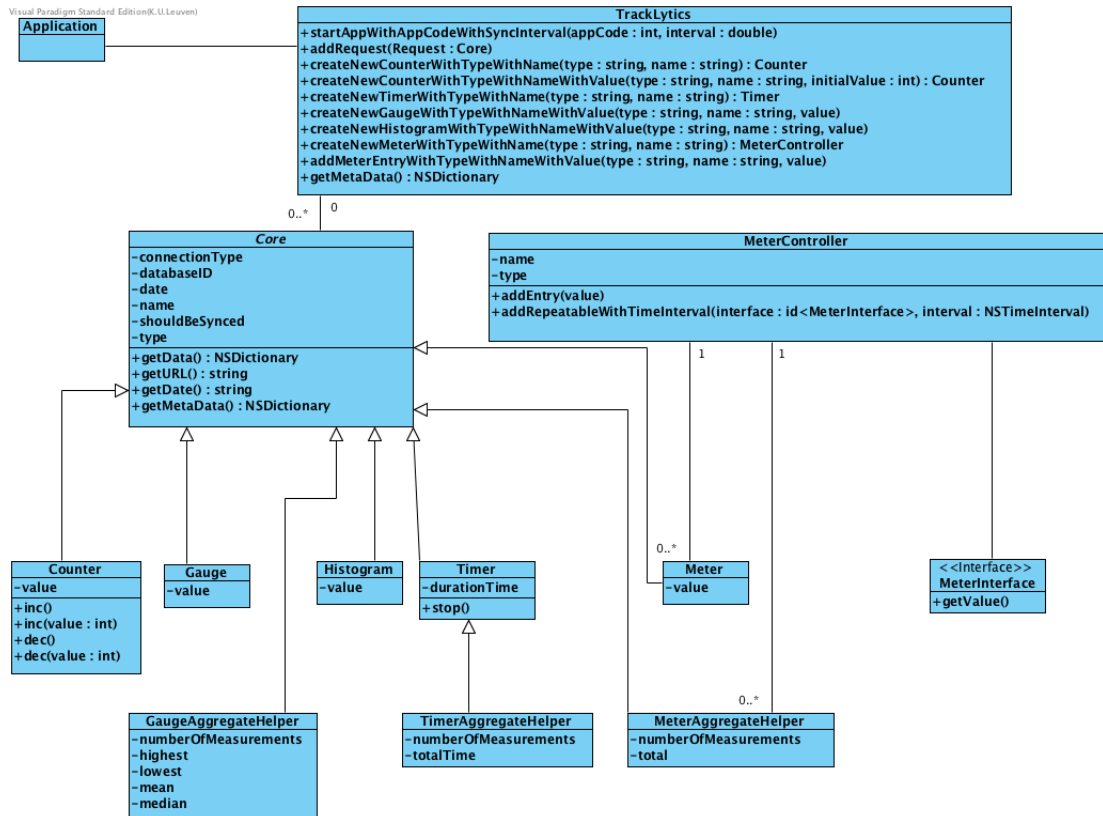 Visual Paradigm Standard Edition(K.U.Leuven)
Application
TrackLytics
+startAppWithAppCodeWithSyncInterval(appCode : int, interval : double)
+addRequest(Request : Core)
+createNewCounterWithTypeWithName(type : string, name : string) : Counter
+createNewCounterWithTypeWithNameWithValue(type : string, name : string, initialValue : int) : Counter
+createNewTimerWithTypeWithName(type : string, name : string) : Timer
+createNewGaugeWithTypeWithNameWithValue(type : string, name : string, value)
+createNewHistogramWithTypeWithNameWithValue(type : string, name : string, value)
+createNewMeterWithTypeWithName(type : string, name : string) : MeterController
+addMeterEntryWithTypeWithNameWithValue(type : string, name : string, value)
+getMetaData() : NSDictionary
0..*
0
Core
-connectionType
-databaseID
-date
-name
-shouldBeSynced
-type
+getData() : NSDictionary
+getURL() : string
+getDate() : string
+getMetaData() : NSDictionary
MeterController
-name
-type
+addEntry(value)
+addRepeatableWithTimeInterval(interface : id<MeterInterface>, interval : NSTimeInterval)
1
1
0..*
Counter
-value
+inc()
+inc(value : int)
+dec()
+dec(value : int)
Gauge
-value
Histogram
-value
Timer
-durationTime
+stop()
Meter
-value
<<Interface>>
MeterInterface
+getValue()
0..*
GaugeAggregateHelper
-numberOfMeasurements
-highest
-lowest
-mean
-median
TimerAggregateHelper
-numberOfMeasurements
-totalTime
MeterAggregateHelper
-numberOfMeasurements
-total